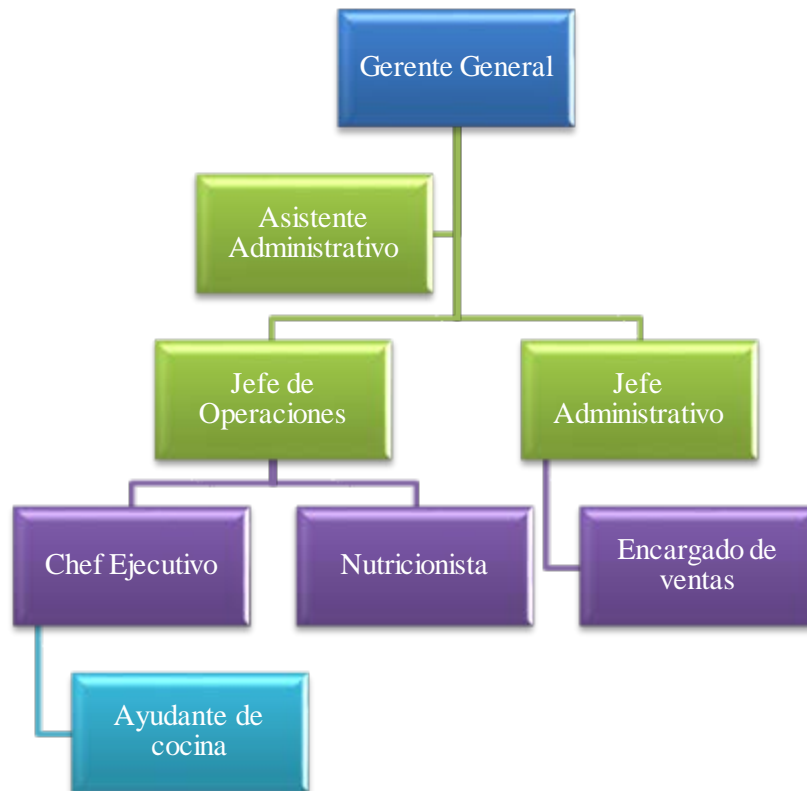 Gerente General
Asistente
Administrativo
Jefe de
Operaciones
Jefe
Administrativo
Chef Ejecutivo
Nutricionista
Encargado de
ventas
Ayudante de
cocina